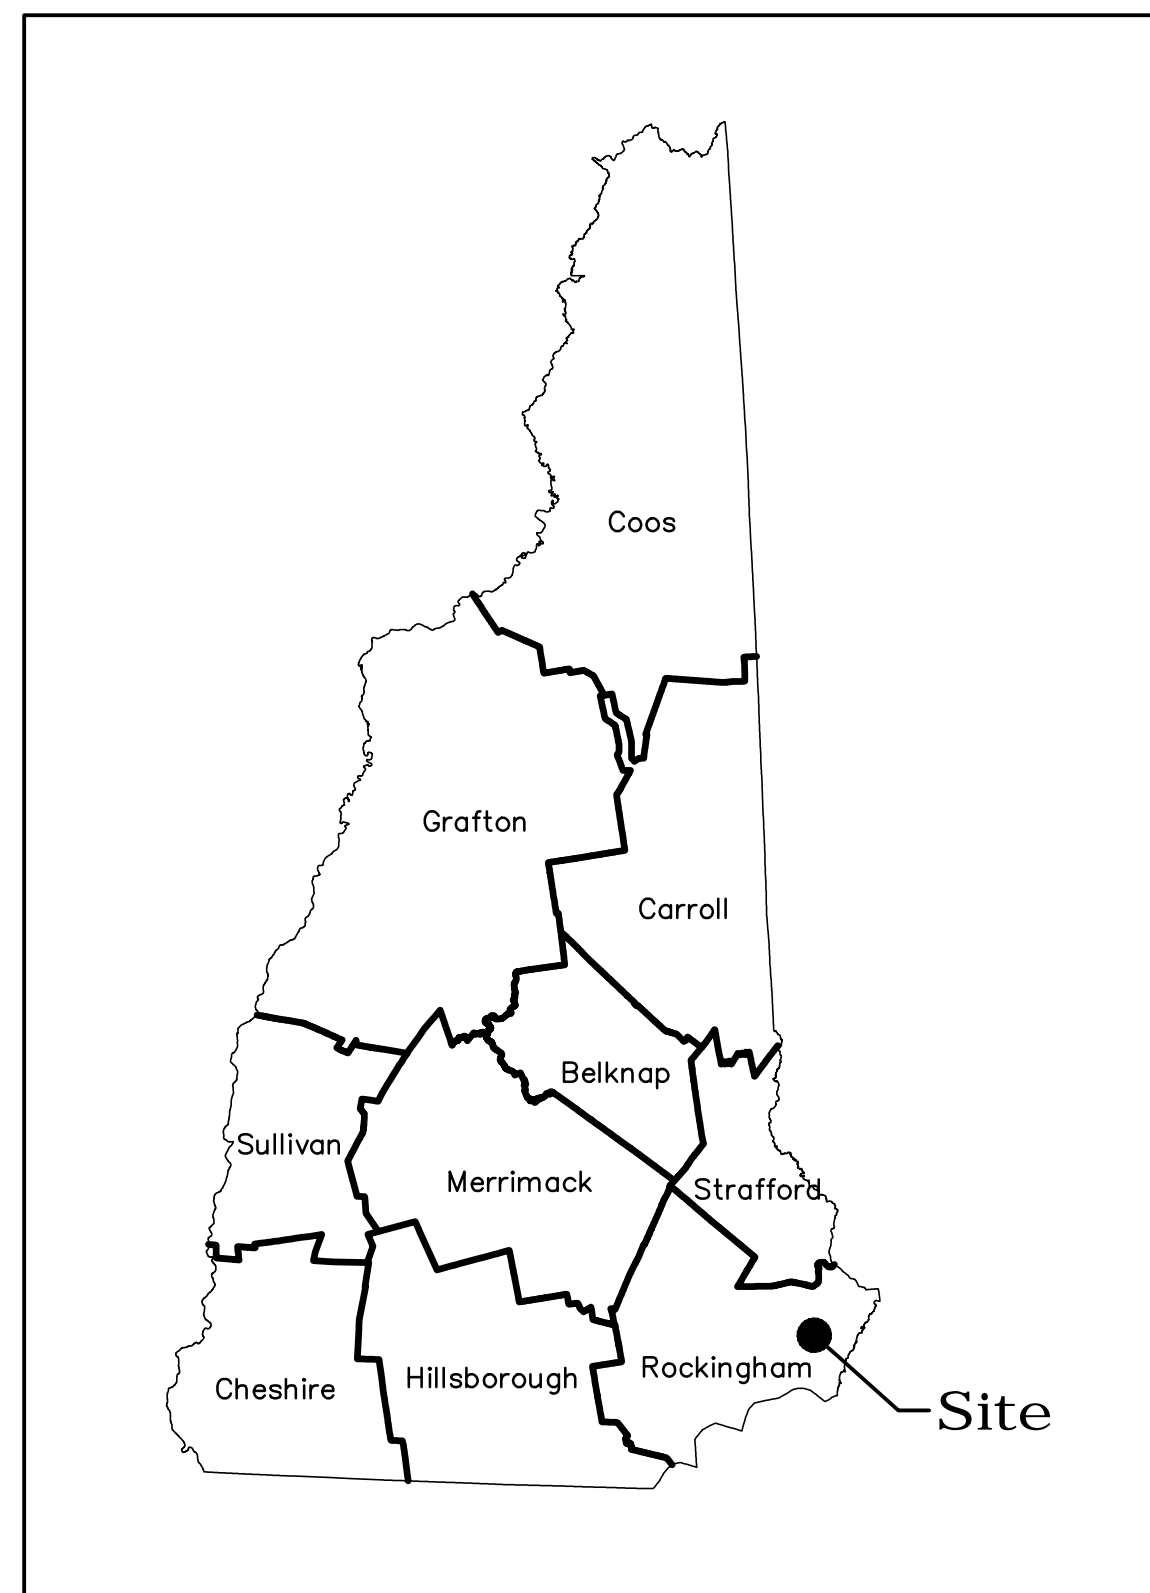 Coos
Grafton
Carroll
Belknap
Sullivan
Merrimack
Strafford
Rockingham
Hillsborough
Cheshire
Site